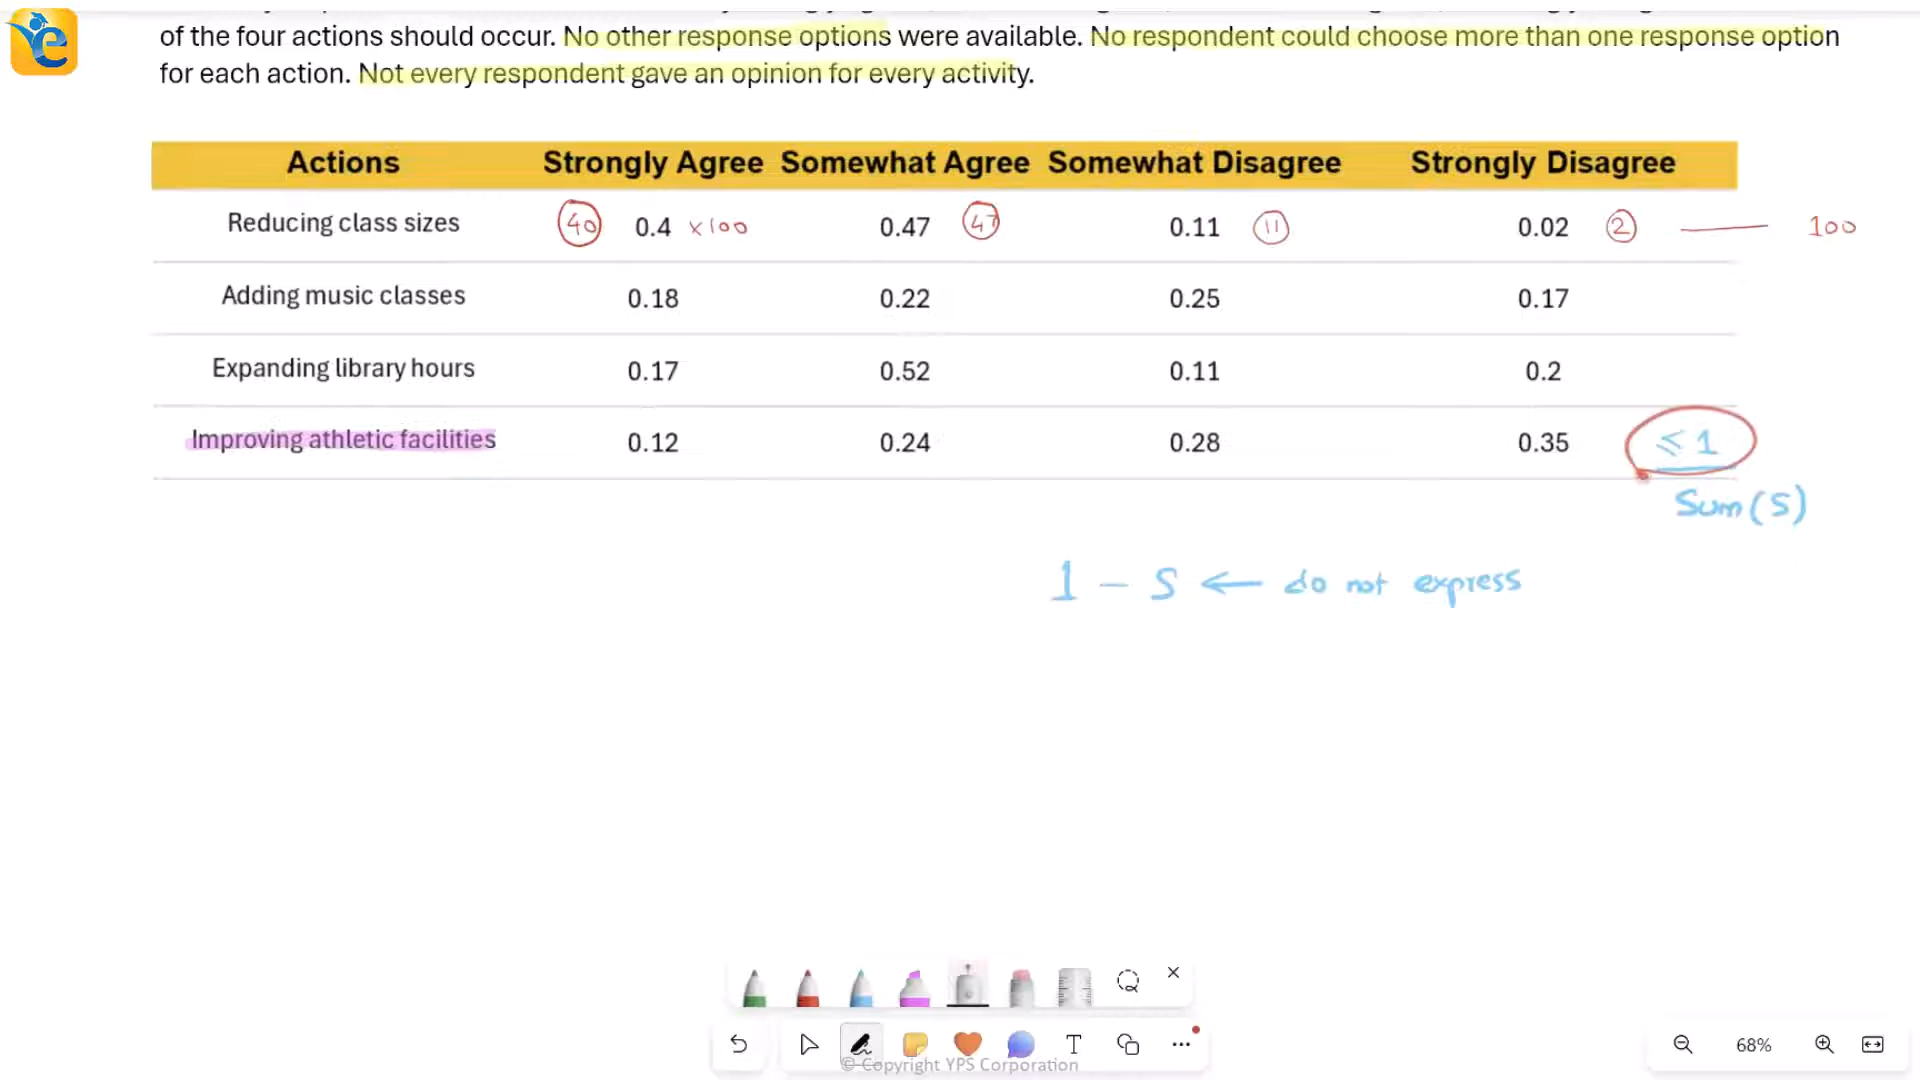 of the four actions should occur. No other response options were available. No respondent could choose more than one response option
for each action. Not every respondent gave an opinion for every activity.
Actions Strongly Agree Somewhat Agree Somewhat Disagree Strongly Disagree
Reducing class sizes 40 0.4 ×100 0.47 47 0.11 11 0.02 2 — 100
Adding music classes 0.18 0.22 0.25 0.17
Expanding library hours 0.17 0.52 0.11 0.2
Improving athletic facilities 0.12 0.24 0.28 0.35 ≤ 1
Sum (S)
1 - S ← do not express
T
68%
© Copyright YPS Corporation